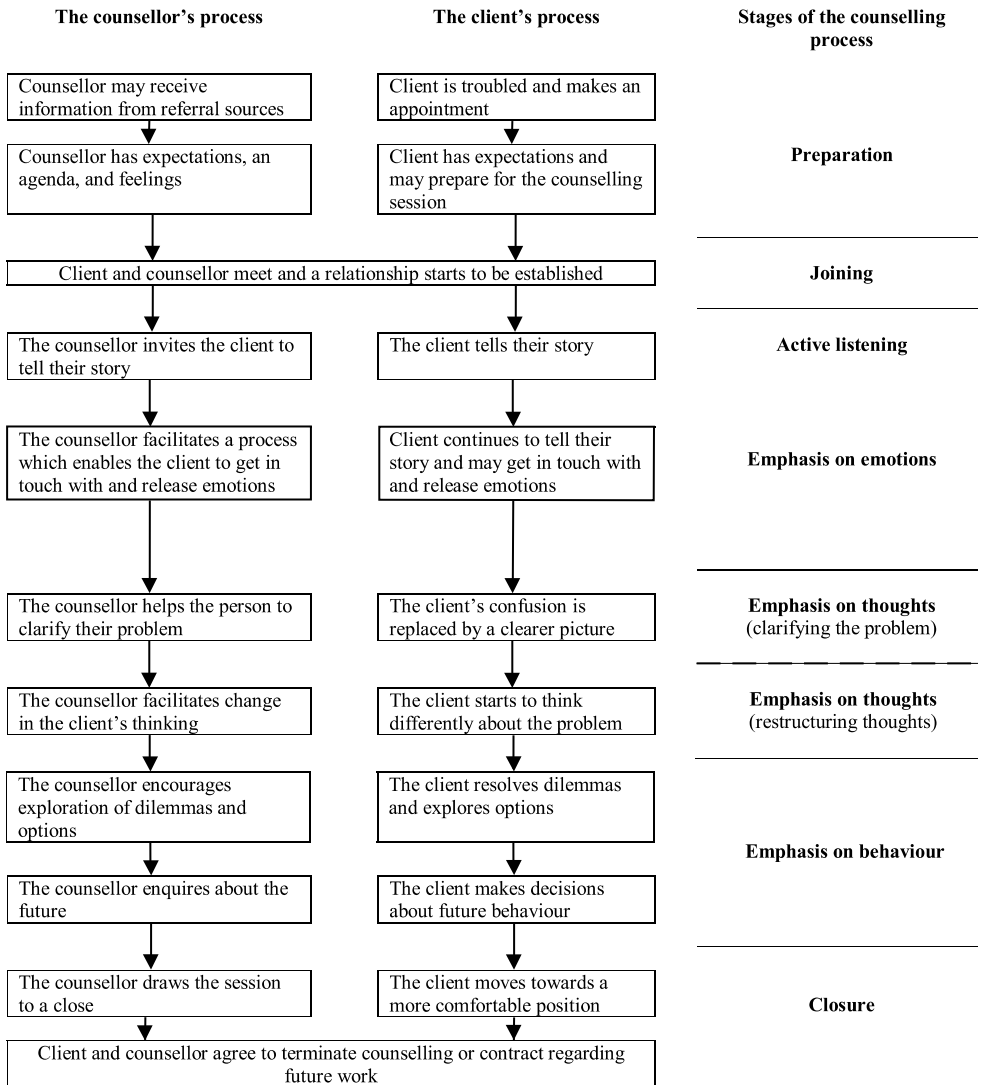 The counsellor’s process
The client’s process
Stages of the counselling
process
Counsellor may receive
information from referral sources
Client is troubled and makes an
appointment
Counsellor has expectations, an
agenda, and feelings
Client has expectations and
may prepare for the counselling
session
Preparation
Client and counsellor meet and a relationship starts to be established
Joining
The counsellor invites the client to
tell their story
The client tells their story
Active listening
The counsellor facilitates a process
which enables the client to get in
touch with and release emotions
Client continues to tell their
story and may get in touch with
and release emotions
Emphasis on emotions
The counsellor helps the person to
clarify their problem
The client’s confusion is
replaced by a clearer picture
Emphasis on thoughts
(clarifying the problem)
The counsellor facilitates change
in the client’s thinking
The client starts to think
differently about the problem
Emphasis on thoughts
(restructuring thoughts)
The counsellor encourages
exploration of dilemmas and
options
The client resolves dilemmas
and explores options
Emphasis on behaviour
The counsellor enquires about the
future
The client makes decisions
about future behaviour
The counsellor draws the session
to a close
The client moves towards a
more comfortable position
Closure
Client and counsellor agree to terminate counselling or contract regarding
future work